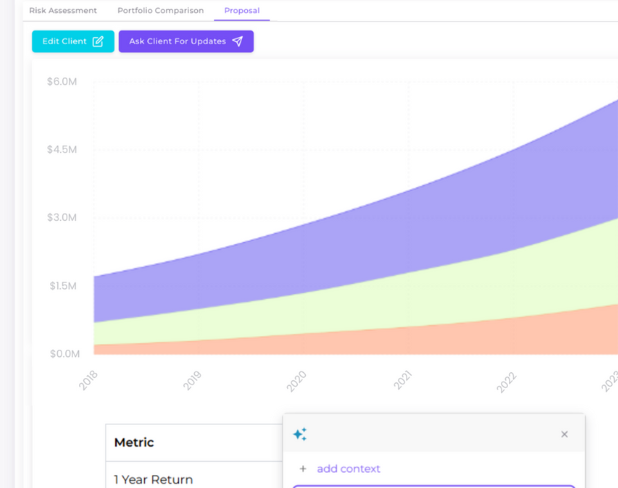 Risk Assessment Portfolio Comparison Proposal
Edit Client Ask Client For Updates
$6.0M
$4.5M
$3.0M
$1.5M
$0.0M
2018 2019 2020 2021 2022 2023
Metric
×
+ add context
1 Year Return